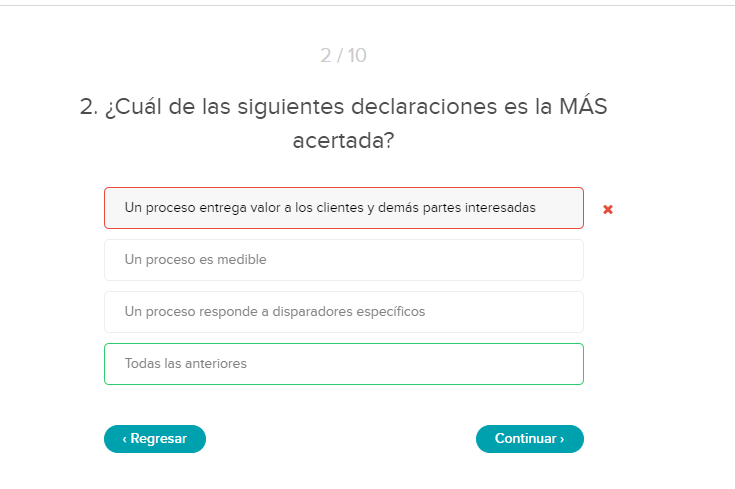 2 / 10
2. ¿Cuál de las siguientes declaraciones es la MÁS
acertada?
Un proceso entrega valor a los clientes y demás partes interesadas
Un proceso es medible
Un proceso responde a disparadores específicos
Todas las anteriores
‹ Regresar
Continuar ›